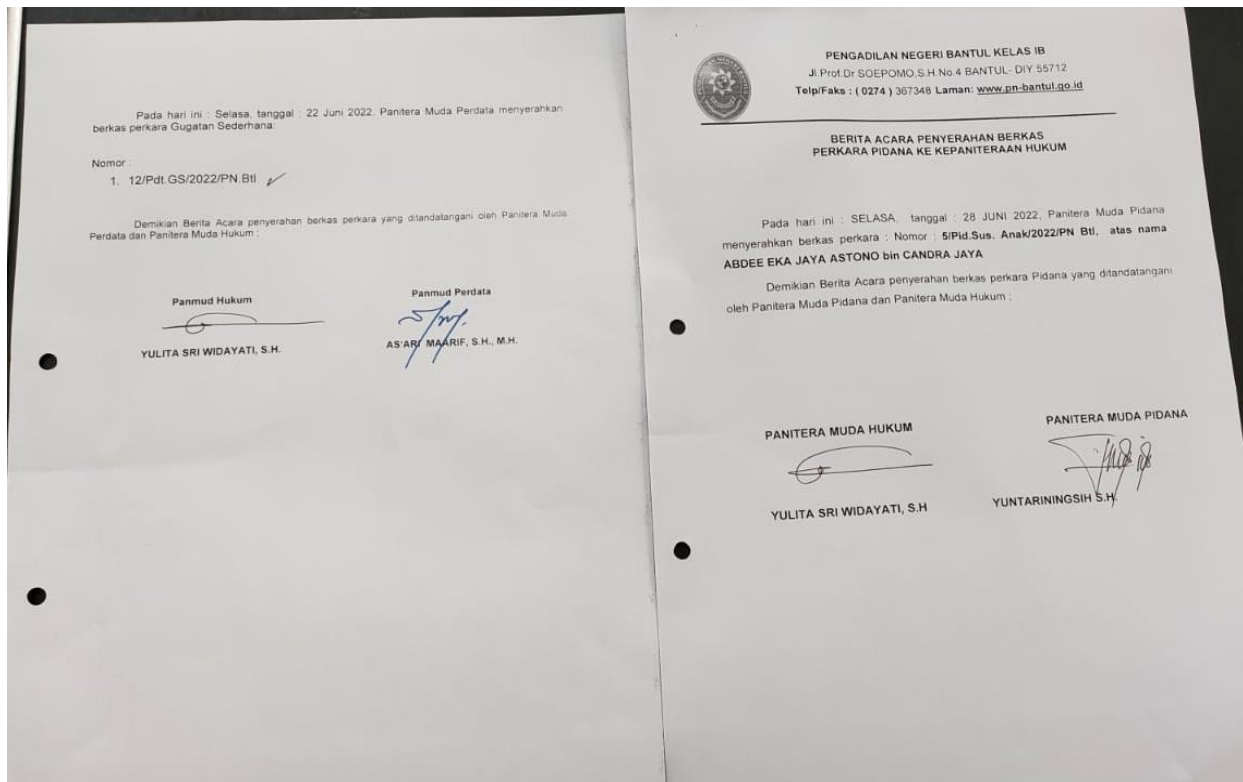 Pada hari ini : Selasa, tanggal : 22 Juni 2022, Panitera Muda Perdata menyerahkan
berkas perkara Gugatan Sederhana:
Nomor :
1. 12/Pdt.GS/2022/PN.Btl
Demikian Berita Acara penyerahan berkas perkara yang ditandatangani oleh Panitera Muda
Perdata dan Panitera Muda Hukum ;
Panmud Hukum
Panmud Perdata
YULITA SRI WIDAYATI, S.H.
AS'ARI MAARIF, S.H., M.H.
PENGADILAN NEGERI BANTUL KELAS IB
Jl.Prof.Dr SOEPOMO,S.H.No.4 BANTUL- DIY 55712
Telp/Faks : ( 0274 ) 367348 Laman: www.pn-bantul.go.id
BERITA ACARA PENYERAHAN BERKAS
PERKARA PIDANA KE KEPANITERAAN HUKUM
Pada hari ini : SELASA, tanggal : 28 JUNI 2022, Panitera Muda Pidana
menyerahkan berkas perkara : Nomor : 5/Pid.Sus. Anak/2022/PN Btl, atas nama
ABDEE EKA JAYA ASTONO bin CANDRA JAYA
Demikian Berita Acara penyerahan berkas perkara Pidana yang ditandatangani
oleh Panitera Muda Pidana dan Panitera Muda Hukum ;
PANITERA MUDA HUKUM
PANITERA MUDA PIDANA
YULITA SRI WIDAYATI, S.H
YUNTARININGSIH S.H.